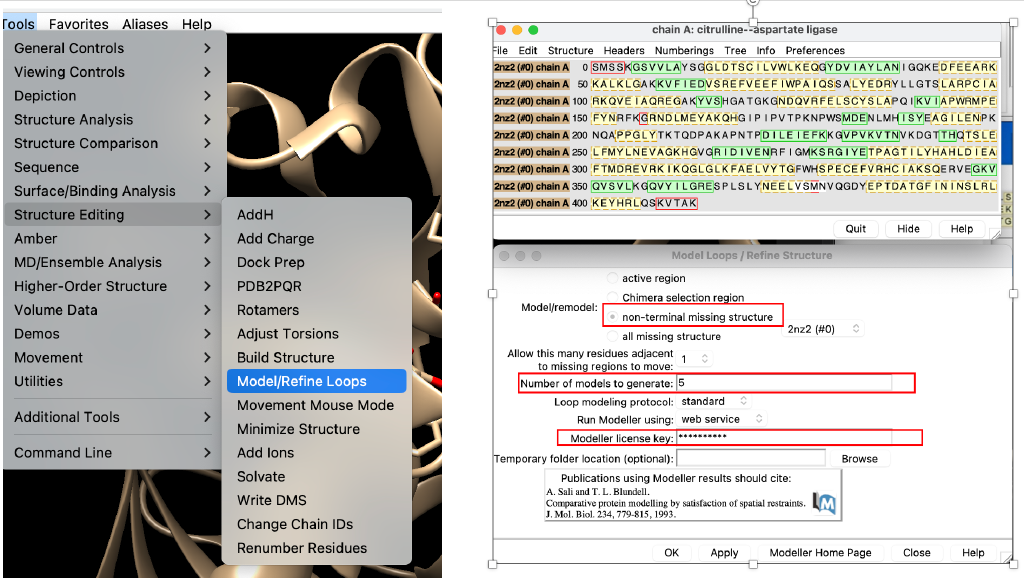 Tools Favorites Aliases Help
General Controls
Viewing Controls
Depiction
Structure Analysis
Structure Comparison
Sequence
Surface/Binding Analysis
Structure Editing
Amber
MD/Ensemble Analysis
Higher-Order Structure
Volume Data
Demos
Movement
Utilities
Additional Tools
Command Line
AddH
Add Charge
Dock Prep
PDB2PQR
Rotamers
Adjust Torsions
Build Structure
Model/Refine Loops
Movement Mouse Mode
Minimize Structure
Add Ions
Solvate
Write DMS
Change Chain IDs
Renumber Residues
chain A: citrulline--aspartate ligase
File Edit Structure Headers Numberings Tree Info Preferences
2nz2 (#0) chain A 0 SMSSKGSVVLAYSGGLDTSCILVWLKEQGYDVIAYLANIGQKEDFEEARK
2nz2 (#0) chain A 50 KALKLGAKKVFIEDVSREFVEEFIWPAIQSSALYEDRYLLGTSLARPCIA
2nz2 (#0) chain A 100 RKQVEIAQREGAKYVSHGATGKGNDQVRFELSCYSLAPQIKVIAPWRMPE
2nz2 (#0) chain A 150 FYNRFKGRNDLMEYAKQHGIPIPVTPKNPWSMDENLMHISYEAGILENPK
2nz2 (#0) chain A 200 NQAPPGLYTKTQDPAKAPNTPDILEIEFKKGVPVKVTNVKDGTTHQTSLE
2nz2 (#0) chain A 250 LFMYLNEVAGKHGVGRIDIVENRFIGMKSRGIYETPAGTILYHAHLDIEA
2nz2 (#0) chain A 300 FTMDREVRKIKQGLGLKFAELVYTGFWHSPECEFVRHCIAKSQERVEGKV
2nz2 (#0) chain A 350 QVSVLKGQVYILGRESPLSLYNEELVSMNVQGDYEPTDATGFININSLRL
2nz2 (#0) chain A 400 KEYHRLQSKVTAK
Quit Hide Help
Model Loops / Refine Structure
Model/remodel:
active region
Chimera selection region
non-terminal missing structure
all missing structure
2nz2 (#0)
Allow this many residues adjacent
to missing regions to move: 1
Number of models to generate: 5
Loop modeling protocol: standard
Run Modeller using: web service
Modeller license key: **********
Temporary folder location (optional): Browse
Publications using Modeller results should cite:
A. Sali and T. L. Blundell.
Comparative protein modelling by satisfaction of spatial restraints.
J. Mol. Biol. 234, 779-815, 1993.
OK Apply Modeller Home Page Close Help